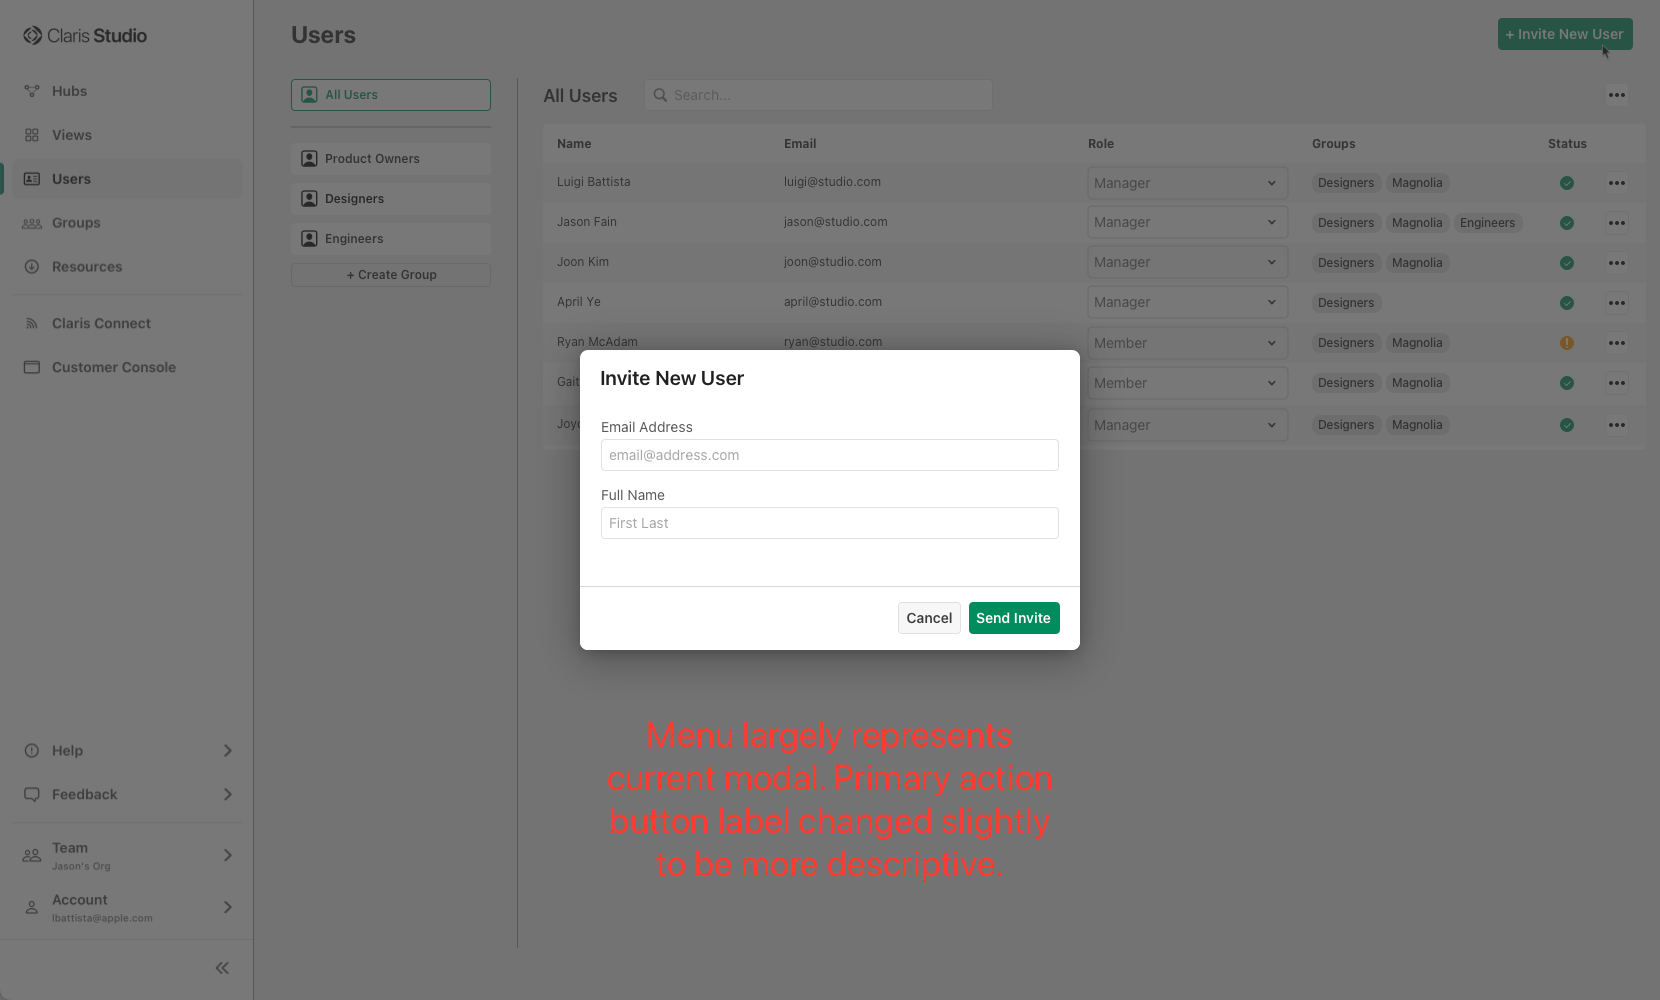 Claris Studio
Hubs
Views
Users
Groups
Resources
Claris Connect
Customer Console
Help
Feedback
Team
Jason's Org
Account
lbattista@apple.com
Users
+ Invite New User
All Users
Product Owners
Designers
Engineers
+ Create Group
All Users
Search...
Name Email Role Groups Status
Luigi Battista luigi@studio.com Manager Designers Magnolia
Jason Fain jason@studio.com Manager Designers Magnolia Engineers
Joon Kim joon@studio.com Manager Designers Magnolia
April Ye april@studio.com Manager Designers
Ryan McAdam ryan@studio.com Member Designers Magnolia
Member Designers Magnolia
Manager Designers Magnolia
Invite New User
Email Address
email@address.com
Full Name
First Last
Cancel Send Invite
Menu largely represents
current modal. Primary action
button label changed slightly
to be more descriptive.